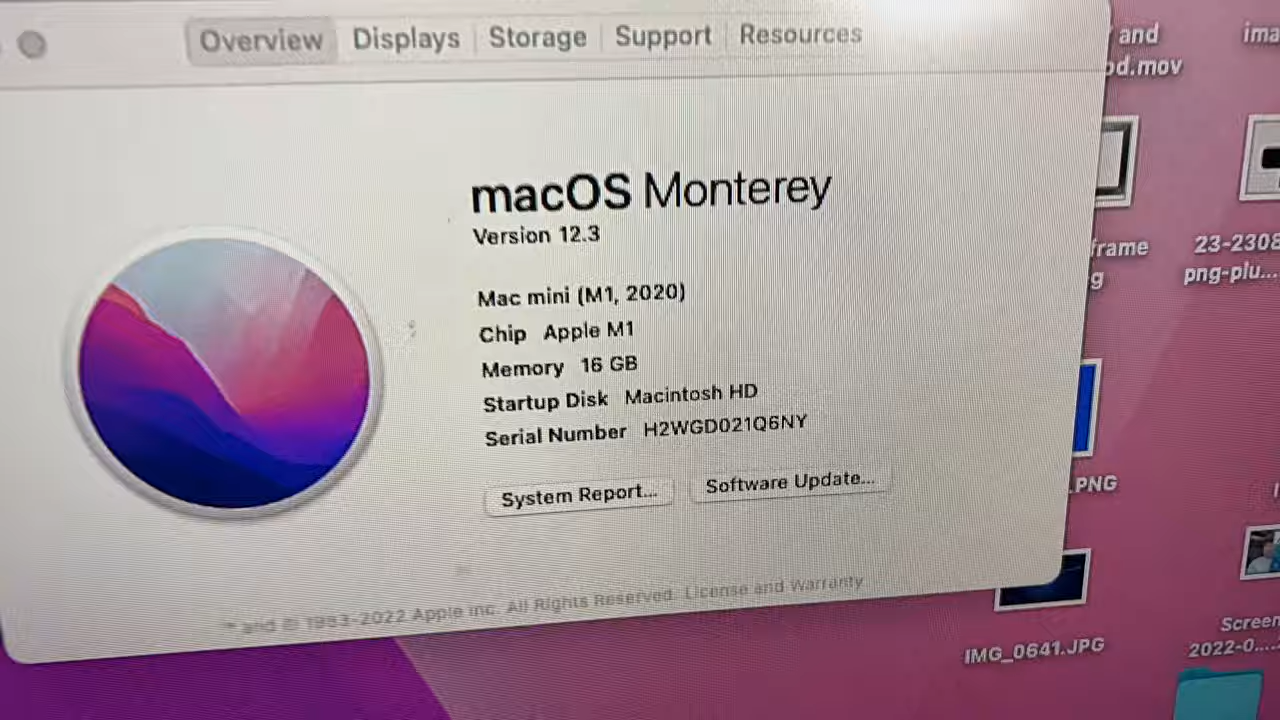 Overview Displays Storage Support Resources
macOS Monterey
Version 12.3
Mac mini (M1, 2020)
Chip Apple M1
Memory 16 GB
Startup Disk Macintosh HD
Serial Number H2WGD021Q6NY
System Report... Software Update...
™ and © 1983-2022 Apple Inc. All Rights Reserved. License and Warranty
and
od.mov
ima
frame
g
23-2308
png-plu...
.PNG
IMG_0641.JPG
Screen
2022-0....